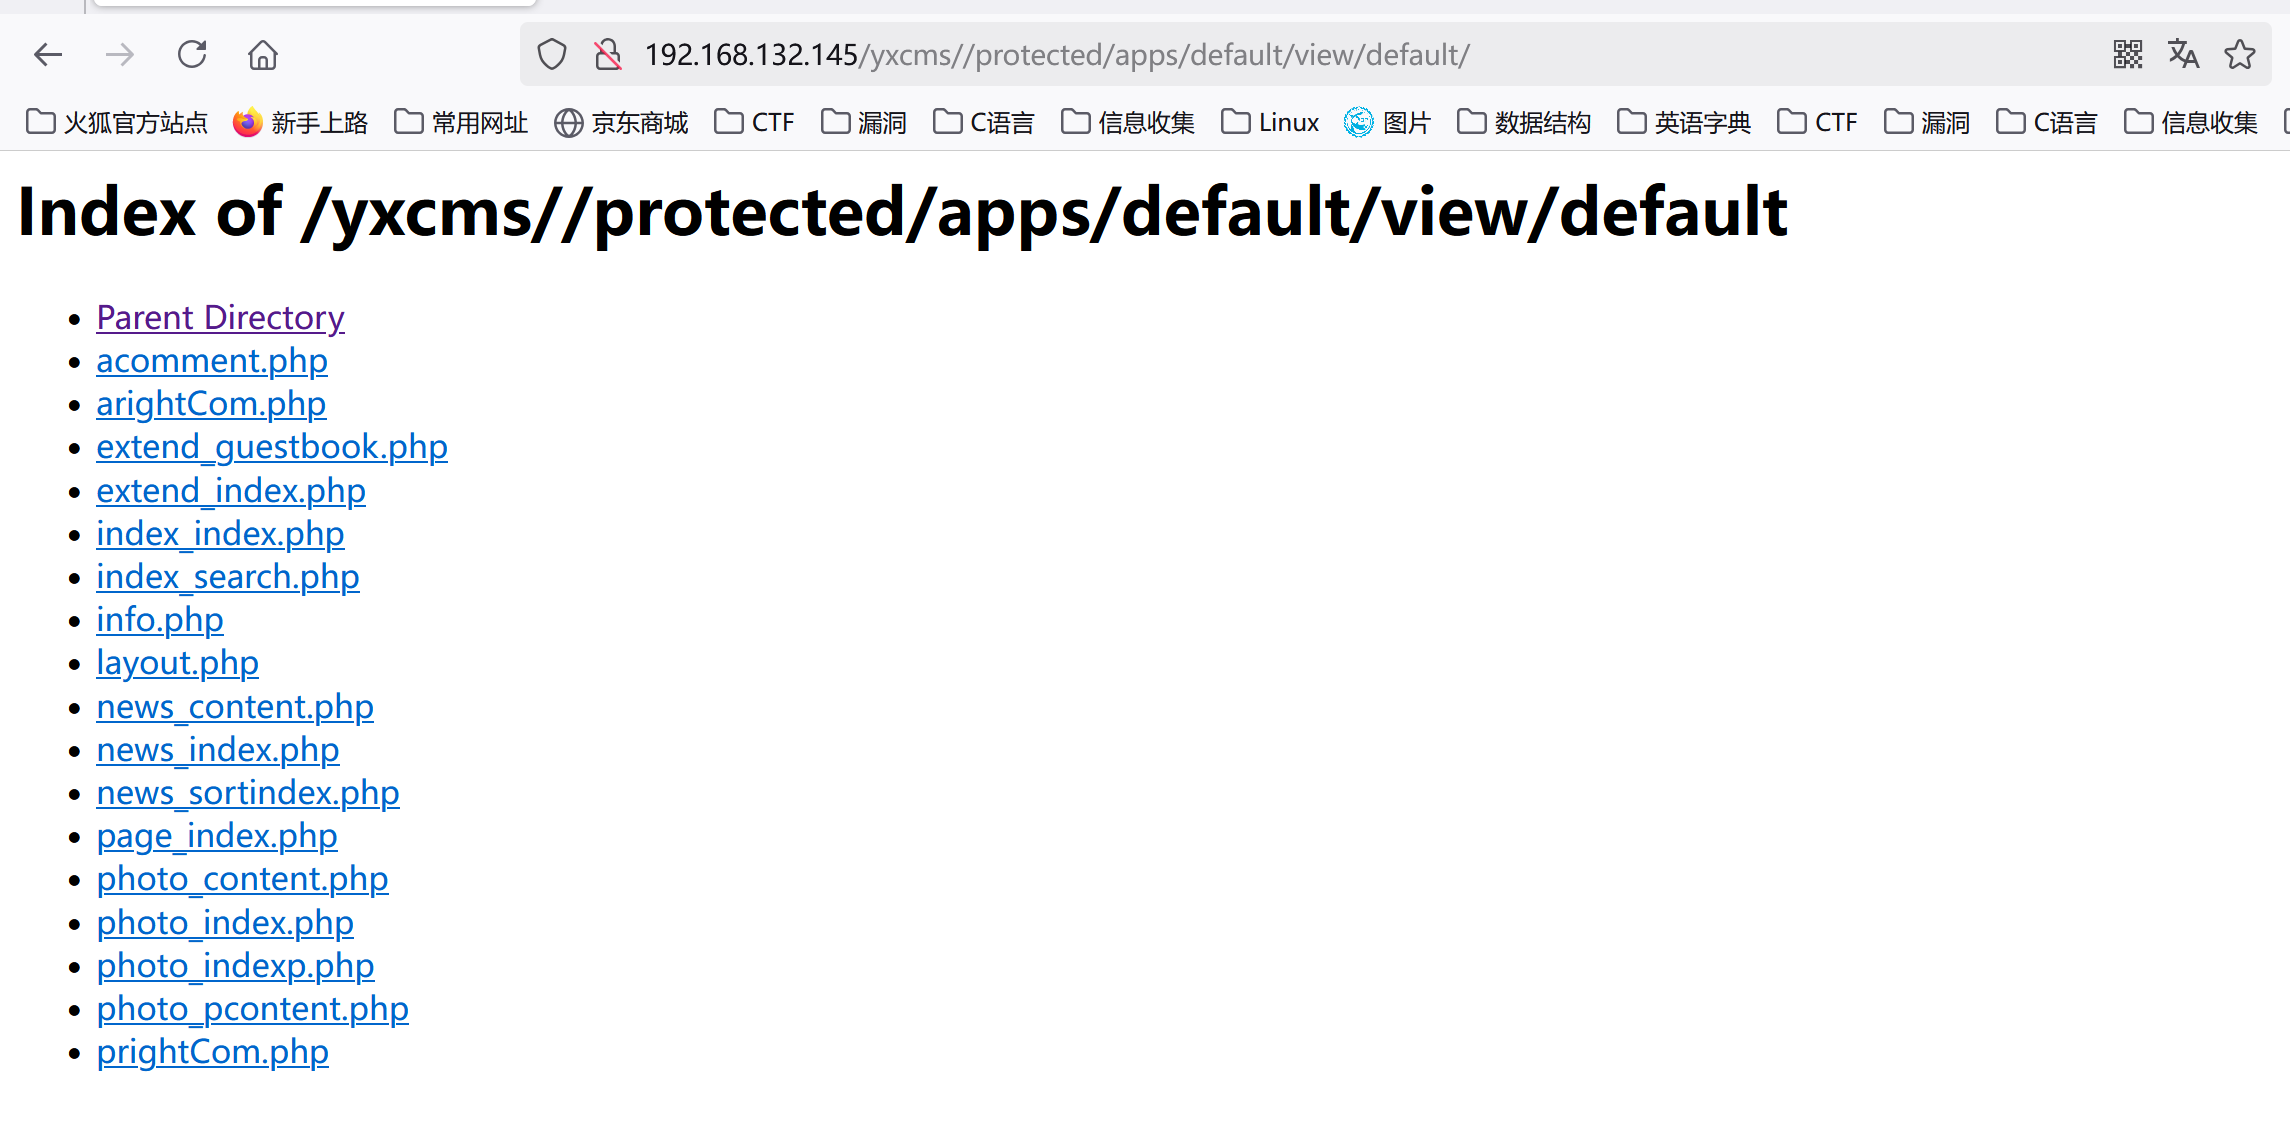 192.168.132.145/yxcms//protected/apps/default/view/default/
火狐官方站点 新手上路 常用网址 京东商城 CTF 漏洞 C语言 信息收集 Linux 图片 数据结构 英语字典 CTF 漏洞 C语言 信息收集
Index of /yxcms//protected/apps/default/view/default
Parent Directory
acomment.php
arightCom.php
extend_guestbook.php
extend_index.php
index_index.php
index_search.php
info.php
layout.php
news_content.php
news_index.php
news_sortindex.php
page_index.php
photo_content.php
photo_index.php
photo_indexp.php
photo_pcontent.php
prightCom.php